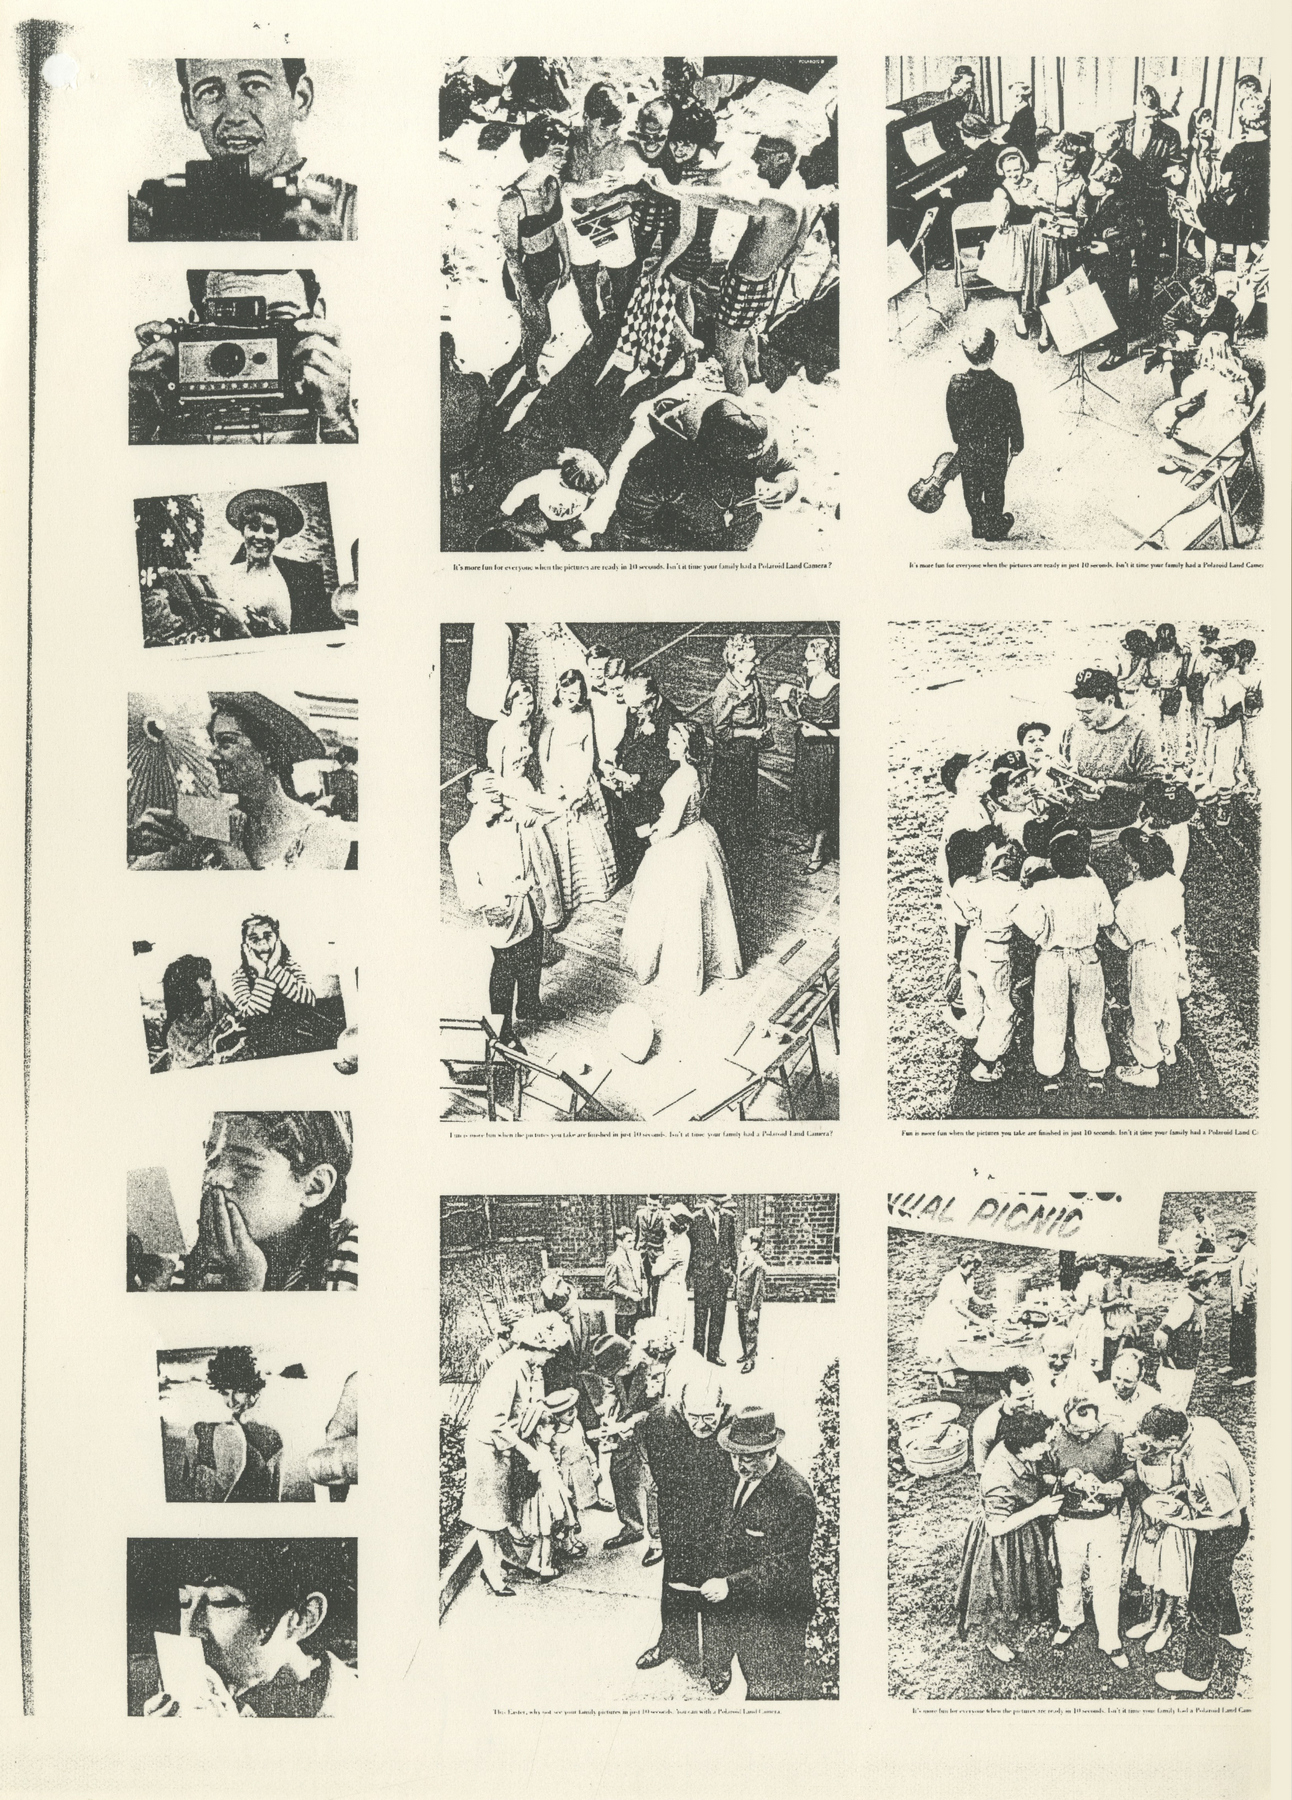 POLAROID ®
It's more fun for everyone when the pictures are ready in 10 seconds. Isn't it time your family had a Polaroid Land Camera?
It's more fun for everyone when the pictures are ready in just 10 seconds. Isn't it time your family had a Polaroid Land Camer
SP
SP
SP
Fun is more fun when the pictures you take are finished in just 10 seconds. Isn't it time your family had a Polaroid Land Camera?
Fun is more fun when the pictures you take are finished in just 10 seconds. Isn't it time your family had a Polaroid Land C
CO.
NUAL PICNIC
This Easter, why not see your family pictures in just 10 seconds. You can with a Polaroid Land Camera.
It's more fun for everyone when the pictures are ready in 10 seconds. Isn't it time your family had a Polaroid Land Came